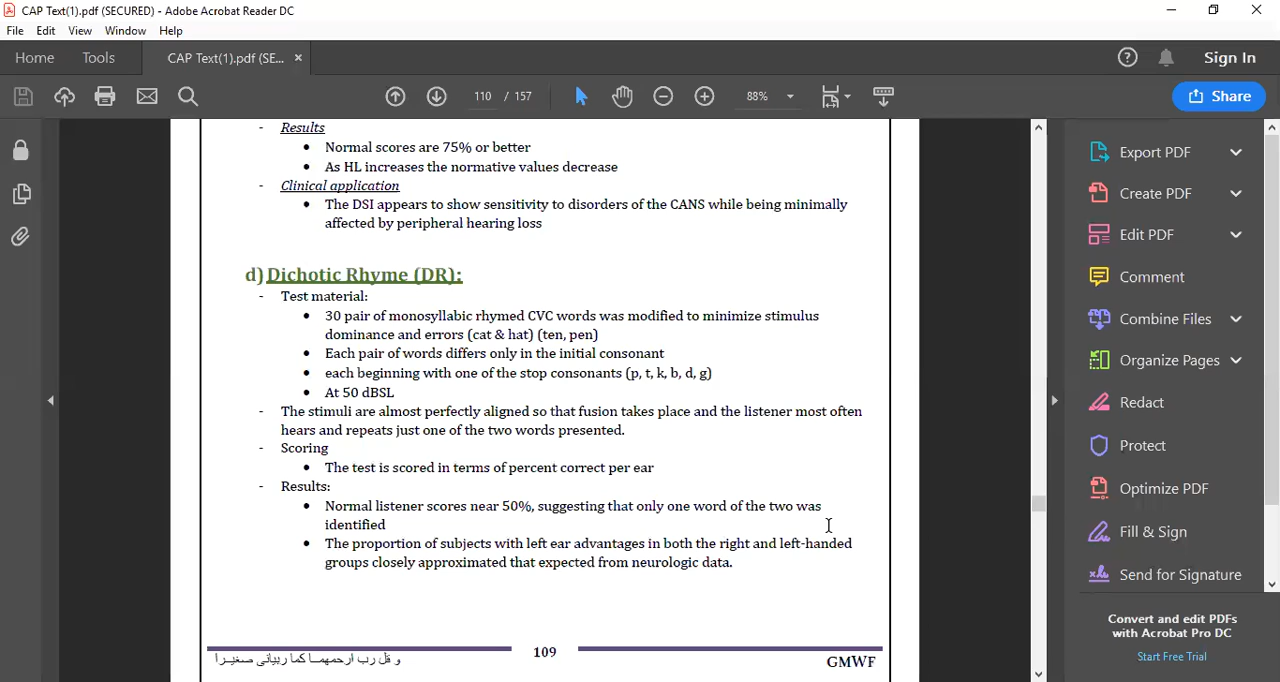 CAP Text(1).pdf (SECURED) - Adobe Acrobat Reader DC
File Edit View Window Help
Home Tools CAP Text(1).pdf (SE... × Sign In
110 / 157 88% Share
- Results
• Normal scores are 75% or better
• As HL increases the normative values decrease
- Clinical application
• The DSI appears to show sensitivity to disorders of the CANS while being minimally
affected by peripheral hearing loss
d) Dichotic Rhyme (DR):
- Test material:
• 30 pair of monosyllabic rhymed CVC words was modified to minimize stimulus
dominance and errors (cat & hat) (ten, pen)
• Each pair of words differs only in the initial consonant
• each beginning with one of the stop consonants (p, t, k, b, d, g)
• At 50 dBSL
- The stimuli are almost perfectly aligned so that fusion takes place and the listener most often
hears and repeats just one of the two words presented.
- Scoring
• The test is scored in terms of percent correct per ear
- Results:
• Normal listener scores near 50%, suggesting that only one word of the two was
identified
• The proportion of subjects with left ear advantages in both the right and left-handed
groups closely approximated that expected from neurologic data.
و قل رب ارحمهمـا كما ربياني صغيـرا
109
GMWF
Export PDF
Create PDF
Edit PDF
Comment
Combine Files
Organize Pages
Redact
Protect
Optimize PDF
Fill & Sign
Send for Signature
Convert and edit PDFs
with Acrobat Pro DC
Start Free Trial